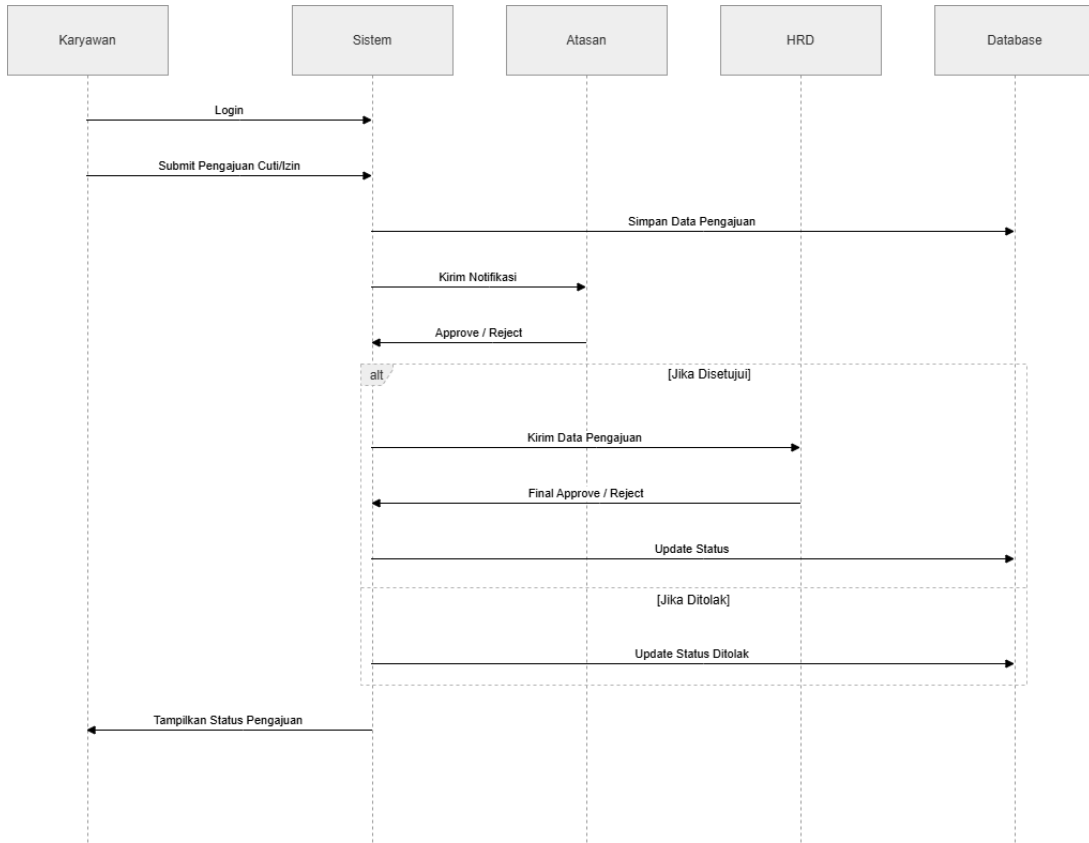 Karyawan
Sistem
Atasan
HRD
Database
Login
Submit Pengajuan Cuti/Izin
Simpan Data Pengajuan
Kirim Notifikasi
Approve / Reject
alt
[Jika Disetujui]
Kirim Data Pengajuan
Final Approve / Reject
Update Status
[Jika Ditolak]
Update Status Ditolak
Tampilkan Status Pengajuan